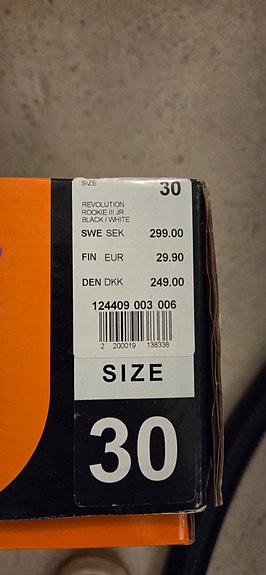 SIZE 30
REVOLUTION
ROOKIE III JR
BLACK / WHITE
SWE SEK 299.00
FIN EUR 29.90
DEN DKK 249.00
124409 003 006
2 200019 138338
SIZE
30